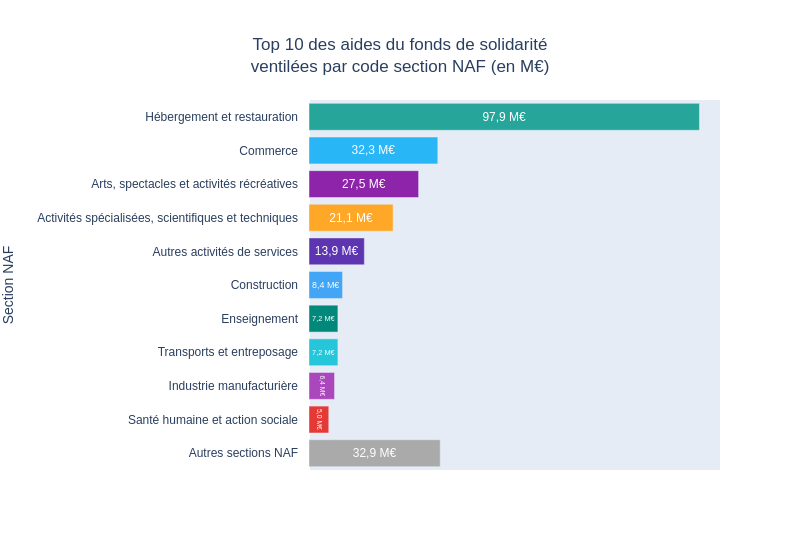 Top 10 des aides du fonds de solidarité
ventilées par code section NAF (en M€)
Section NAF
Hébergement et restauration 97,9 M€
Commerce 32,3 M€
Arts, spectacles et activités récréatives 27,5 M€
Activités spécialisées, scientifiques et techniques 21,1 M€
Autres activités de services 13,9 M€
Construction 8,4 M€
Enseignement 7,2 M€
Transports et entreposage 7,2 M€
Industrie manufacturière 6,4 M€
Santé humaine et action sociale 5,0 M€
Autres sections NAF 32,9 M€